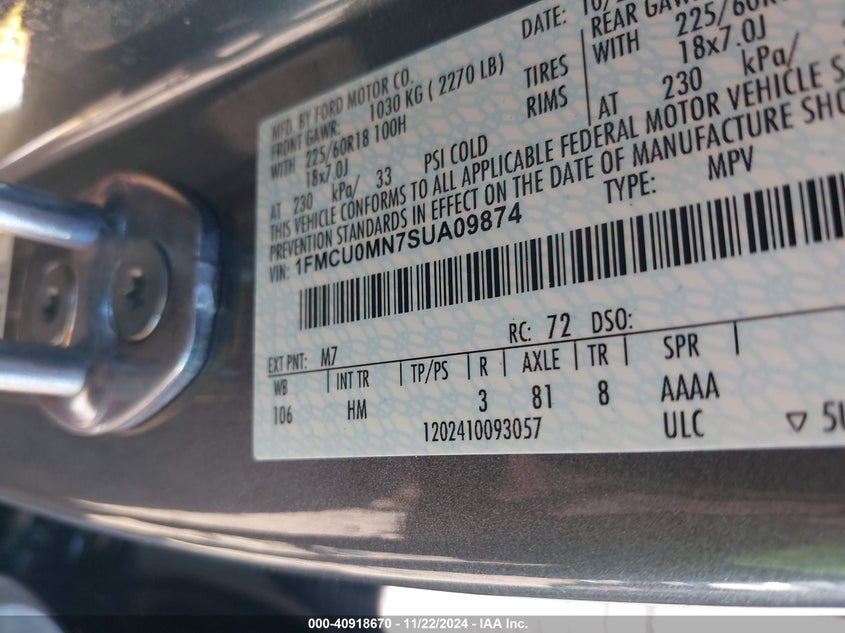 MFD. BY FORD MOTOR CO.
DATE: 10/
FRONT GAWR: 1030 KG ( 2270 LB)
REAR GAW
WITH 225/60R18 100H TIRES
WITH 225/60R
18x7.0J RIMS
18x7.0J
AT 230 kPa/ 33 PSI COLD
AT 230 kPa/
THIS VEHICLE CONFORMS TO ALL APPLICABLE FEDERAL MOTOR VEHICLE S
PREVENTION STANDARDS IN EFFECT ON THE DATE OF MANUFACTURE SHO
VIN: 1FMCU0MN7SUA09874
TYPE: MPV
EXT PNT: M7 RC: 72 DSO:
WB INT TR TP/PS R AXLE TR SPR
106 HM 3 81 8 AAAA
1202410093057 ULC ▽ 5U
000-40918670 — 11/22/2024 — IAA Inc.